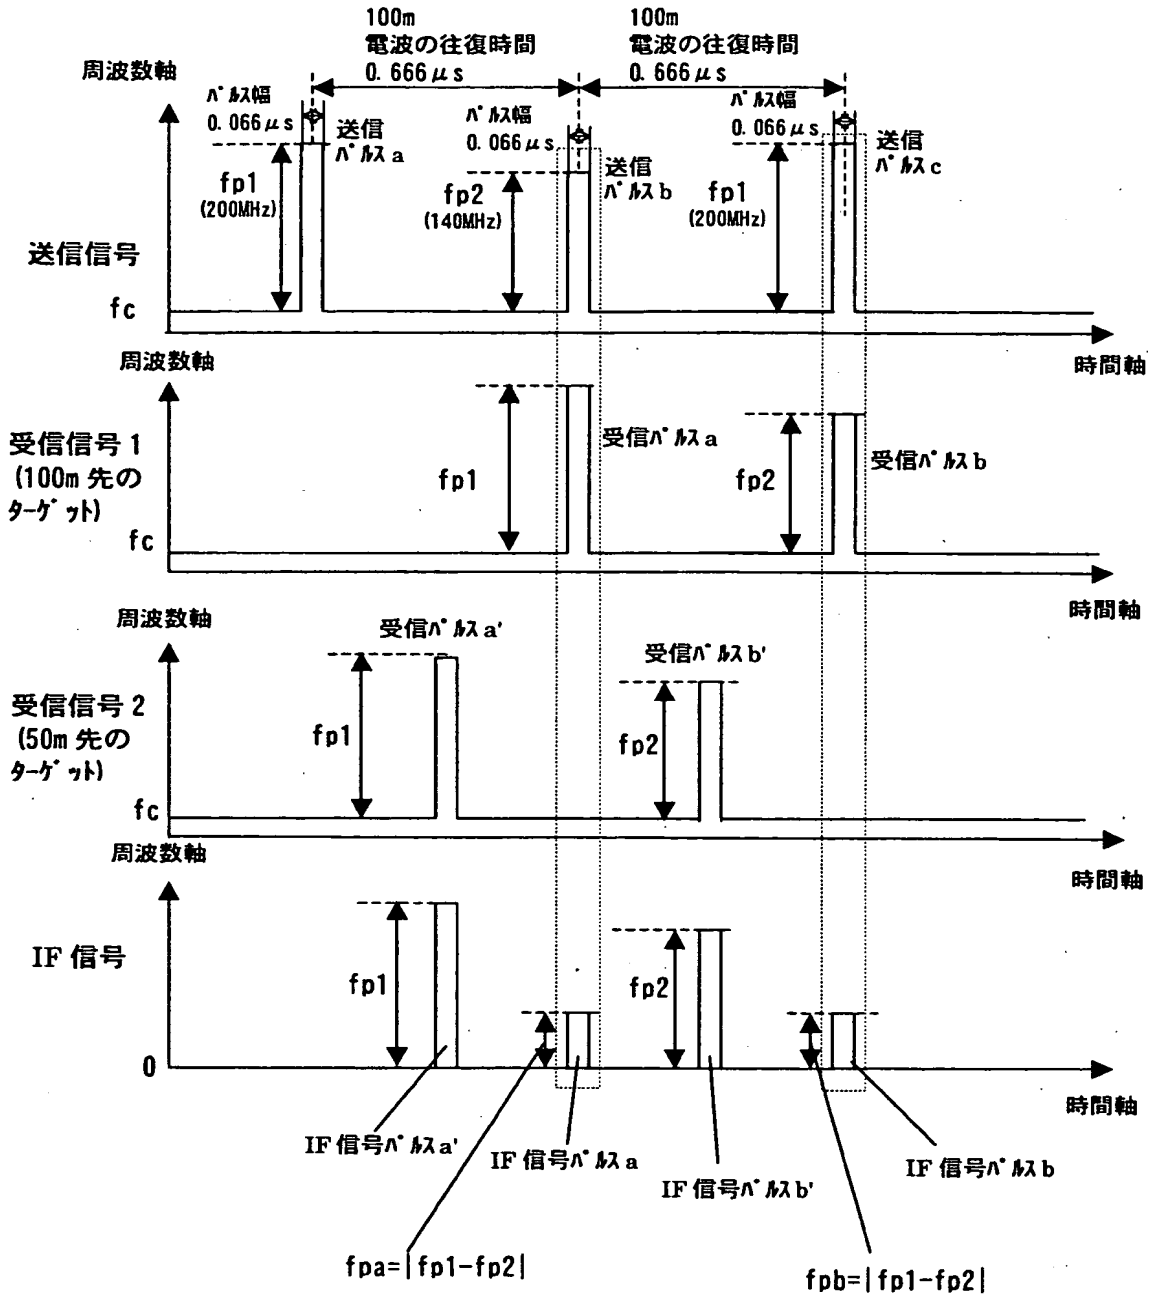 100m
電波の往復時間
0.666μs
100m
電波の往復時間
0.666μs
周波数軸
パルス幅
0.066μs
送信
パルスa
パルス幅
0.066μs
送信
パルスb
パルス幅
0.066μs
送信
パルスc
fp1
(200MHz)
fp2
(140MHz)
fp1
(200MHz)
送信信号
fc
時間軸
周波数軸
受信信号1
(100m先の
ターゲット)
fp1
受信パルスa
fp2
受信パルスb
fc
時間軸
周波数軸
受信パルスa'
受信パルスb'
受信信号2
(50m先の
ターゲット)
fp1
fp2
fc
時間軸
周波数軸
IF信号
fp1
fp2
0
時間軸
IF信号パルスa'
IF信号パルスa
IF信号パルスb'
IF信号パルスb
fpa=|fp1-fp2|
fpb=|fp1-fp2|